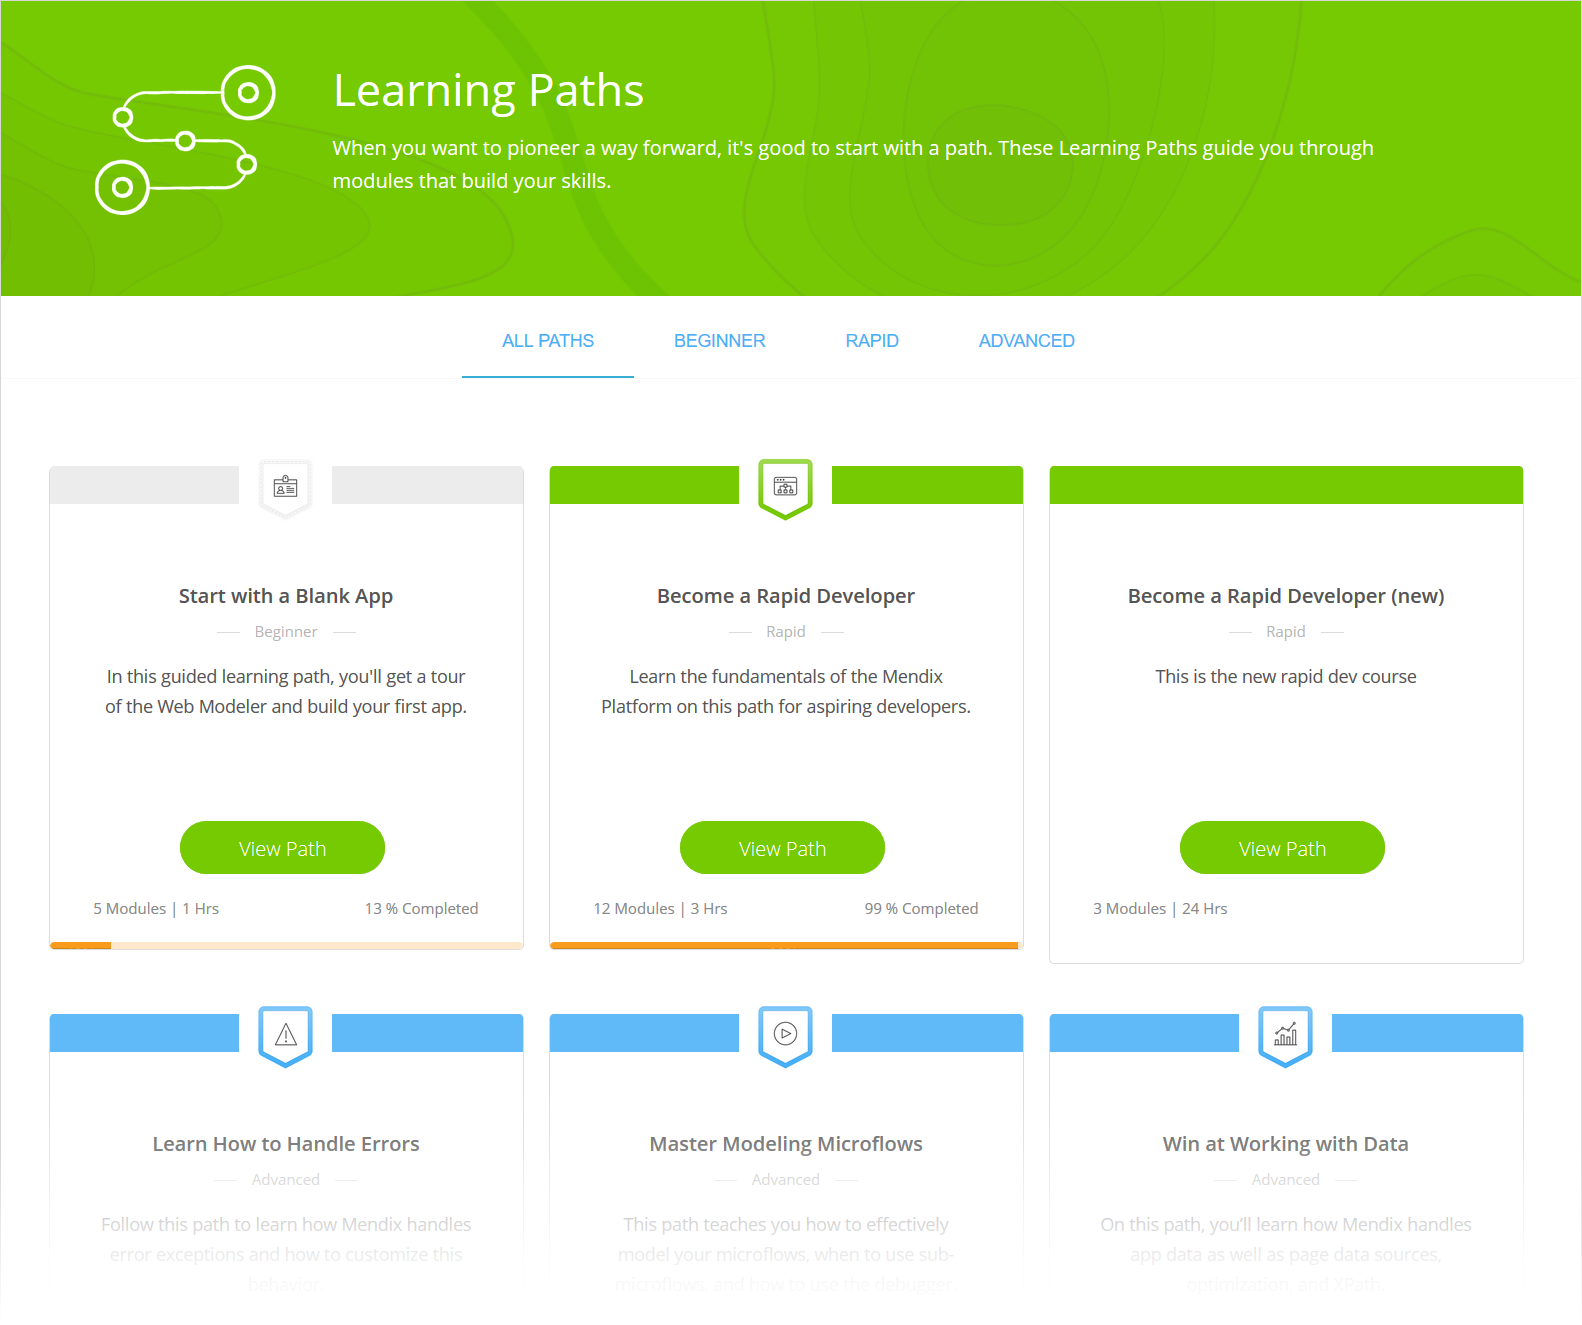 Learning Paths
When you want to pioneer a way forward, it's good to start with a path. These Learning Paths guide you through
modules that build your skills.
ALL PATHS
BEGINNER
RAPID
ADVANCED
Start with a Blank App
Beginner
In this guided learning path, you'll get a tour
of the Web Modeler and build your first app.
View Path
5 Modules | 1 Hrs
13 % Completed
Become a Rapid Developer
Rapid
Learn the fundamentals of the Mendix
Platform on this path for aspiring developers.
View Path
12 Modules | 3 Hrs
99 % Completed
Become a Rapid Developer (new)
Rapid
This is the new rapid dev course
View Path
3 Modules | 24 Hrs
Learn How to Handle Errors
Advanced
Follow this path to learn how Mendix handles
error exceptions and how to customize this
behavior.
Master Modeling Microflows
Advanced
This path teaches you how to effectively
model your microflows, when to use sub-
microflows, and how to use the debugger.
Win at Working with Data
Advanced
On this path, you’ll learn how Mendix handles
app data as well as page data sources,
optimization, and XPath.